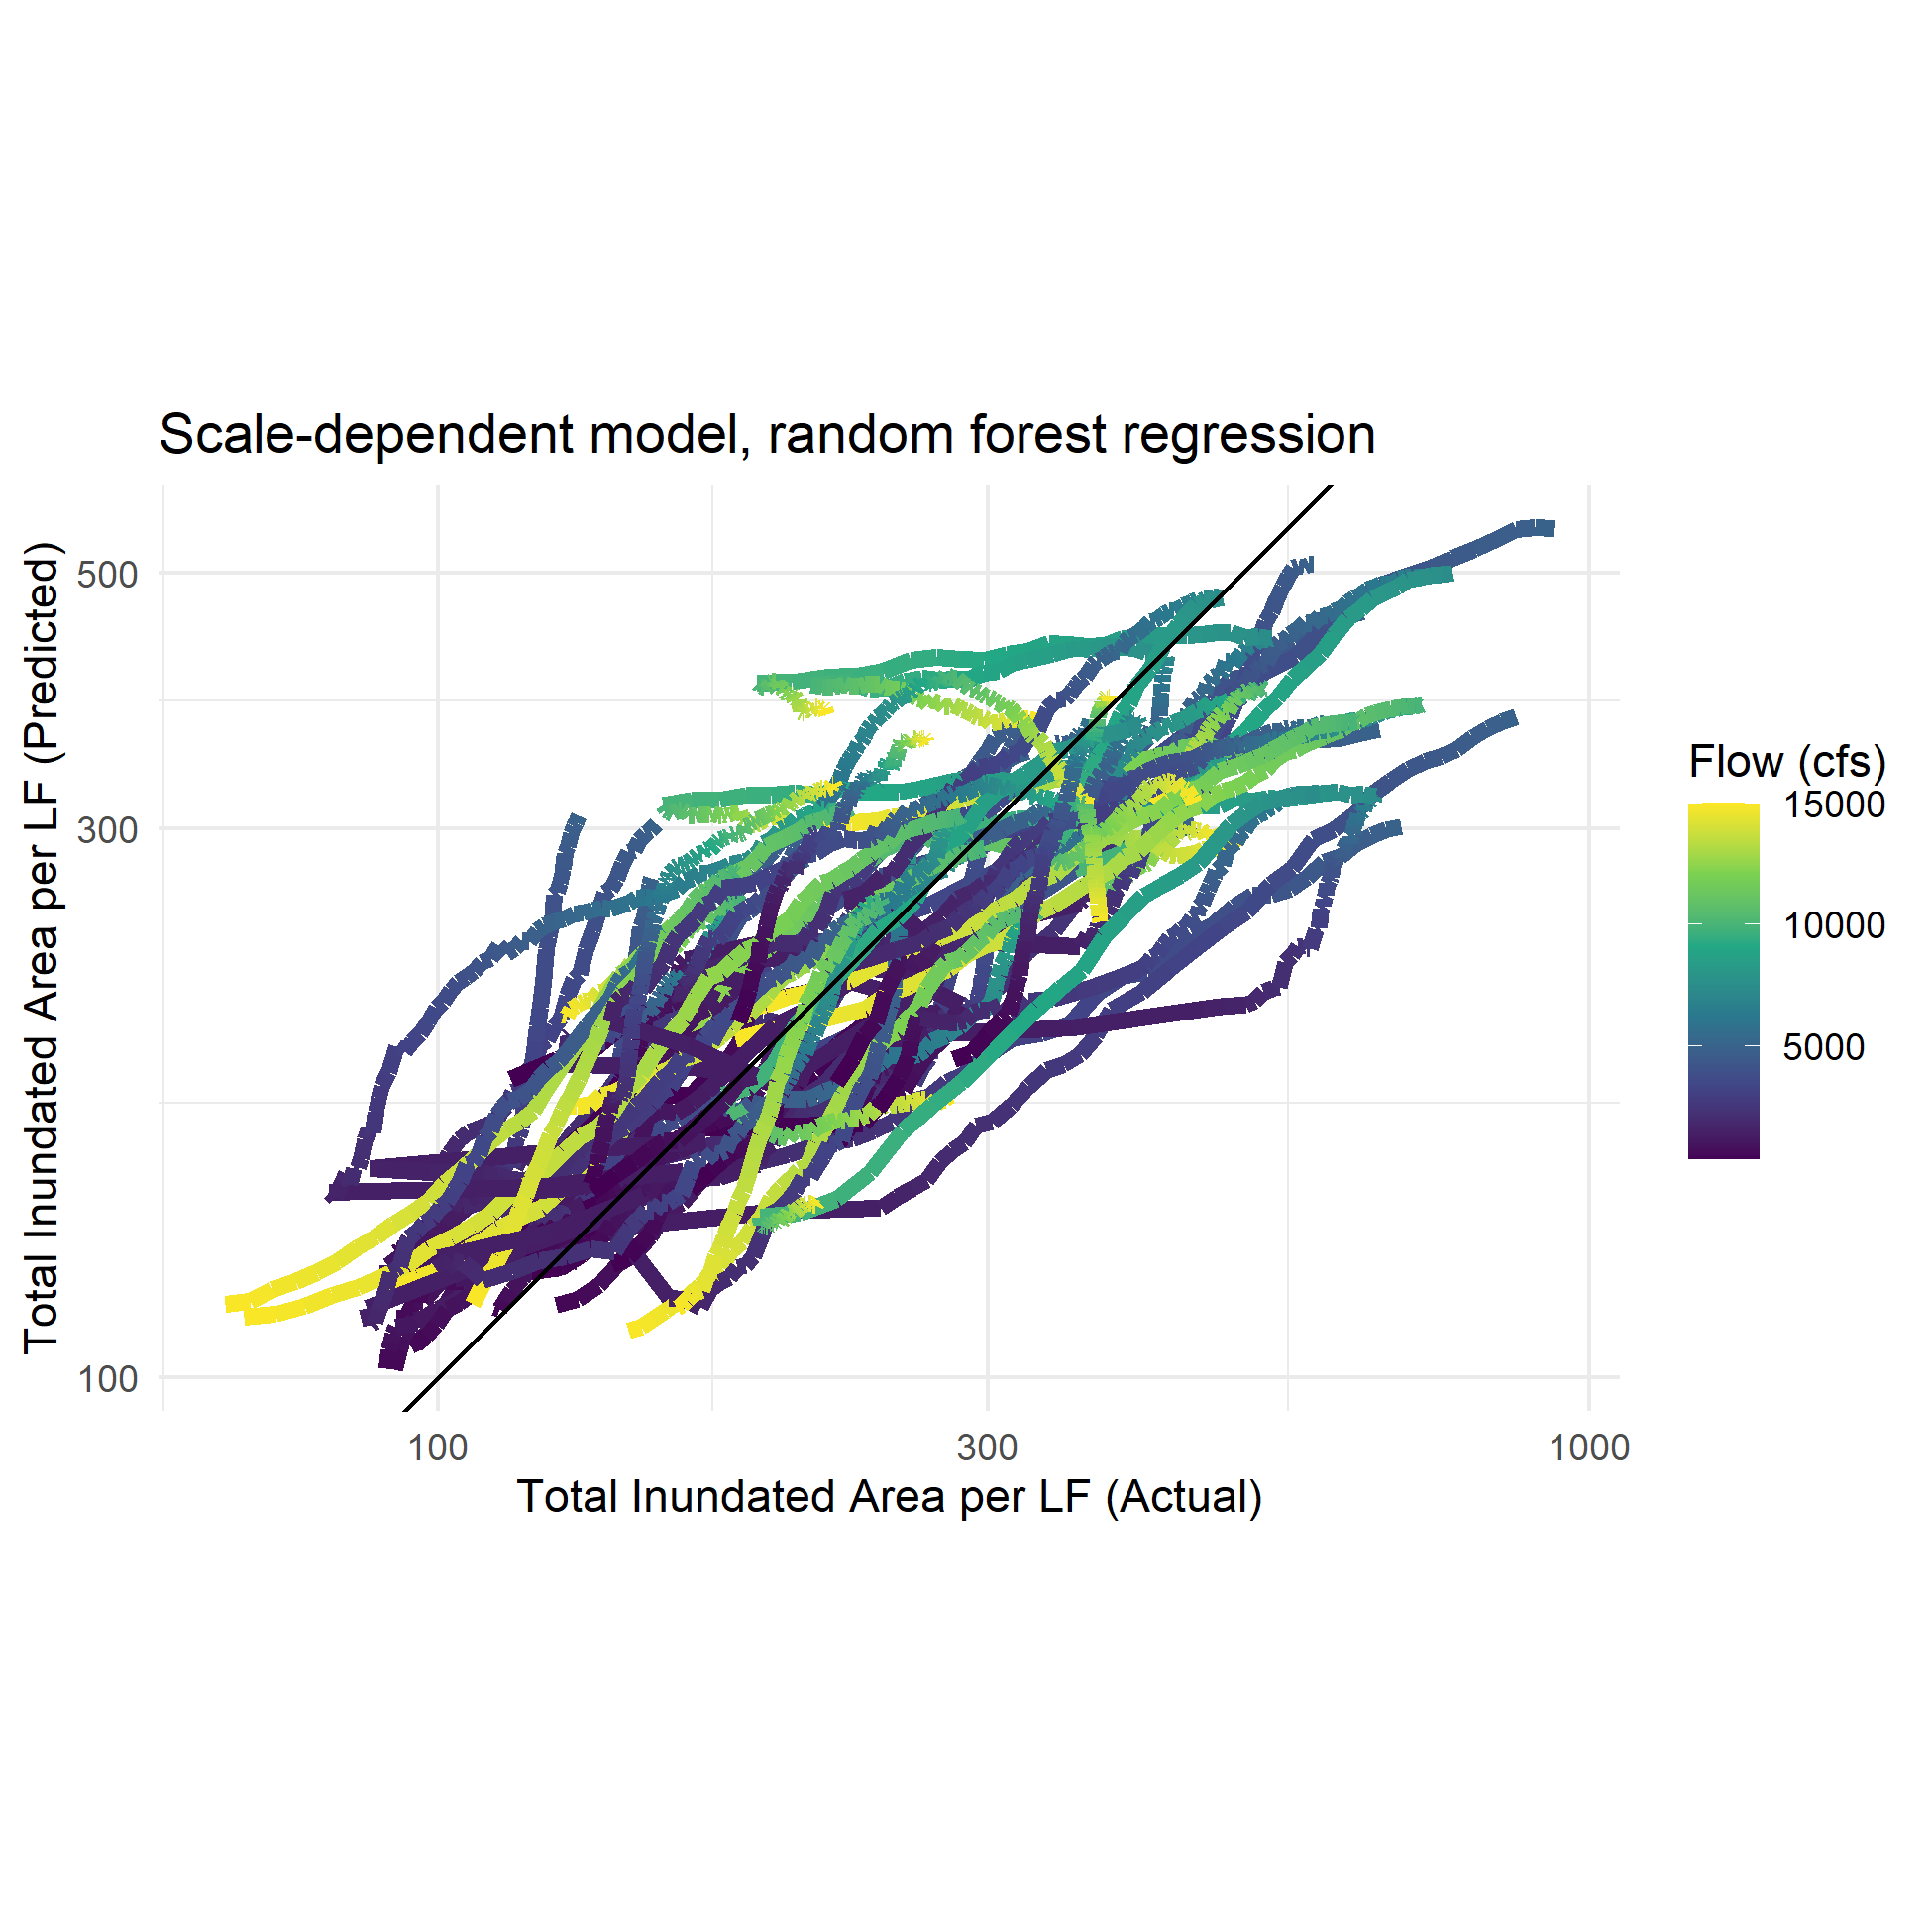 Scale-dependent model, random forest regression
Total Inundated Area per LF (Predicted)
500
300
100
100
300
1000
Total Inundated Area per LF (Actual)
Flow (cfs)
15000
10000
5000